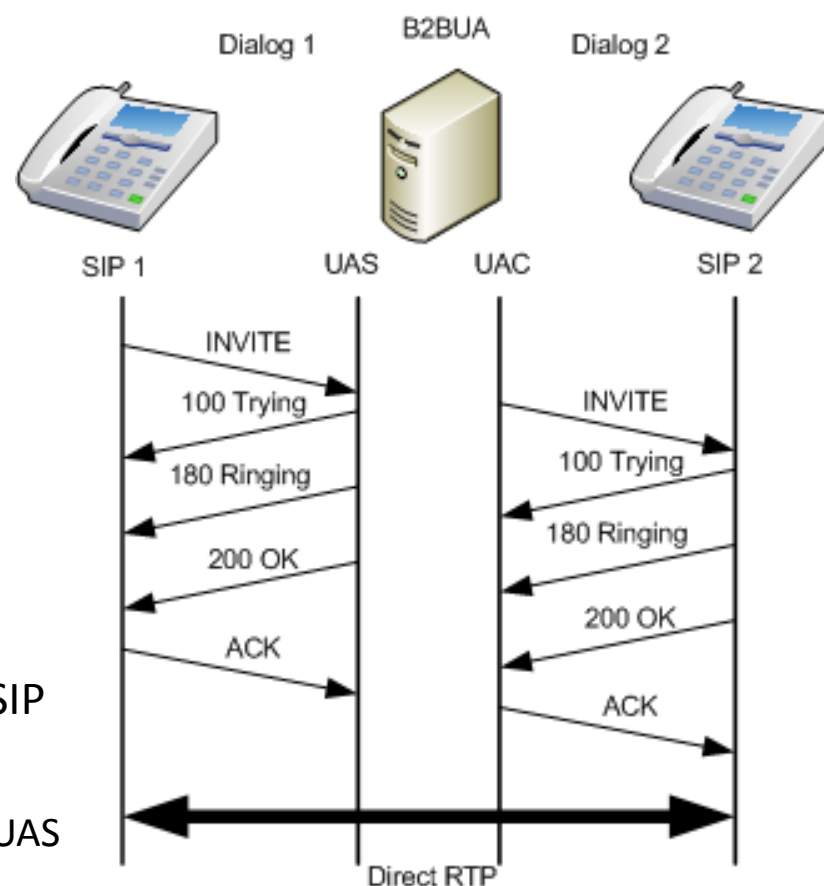 Dialog 1
B2BUA
Dialog 2
SIP 1
UAS
UAC
SIP 2
INVITE
100 Trying
INVITE
180 Ringing
100 Trying
200 OK
180 Ringing
ACK
200 OK
SIP
ACK
UAS
Direct RTP